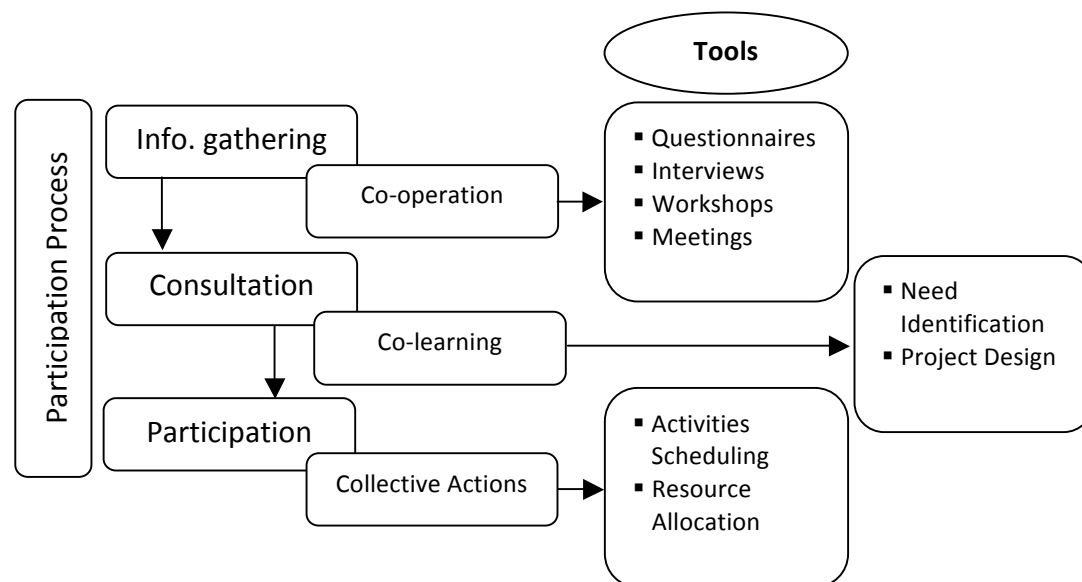 Tools
Participation Process
Info. gathering
Co-operation
▪ Questionnaires
▪ Interviews
▪ Workshops
▪ Meetings
Consultation
Co-learning
▪ Need
Identification
▪ Project Design
Participation
Collective Actions
▪ Activities
Scheduling
▪ Resource
Allocation